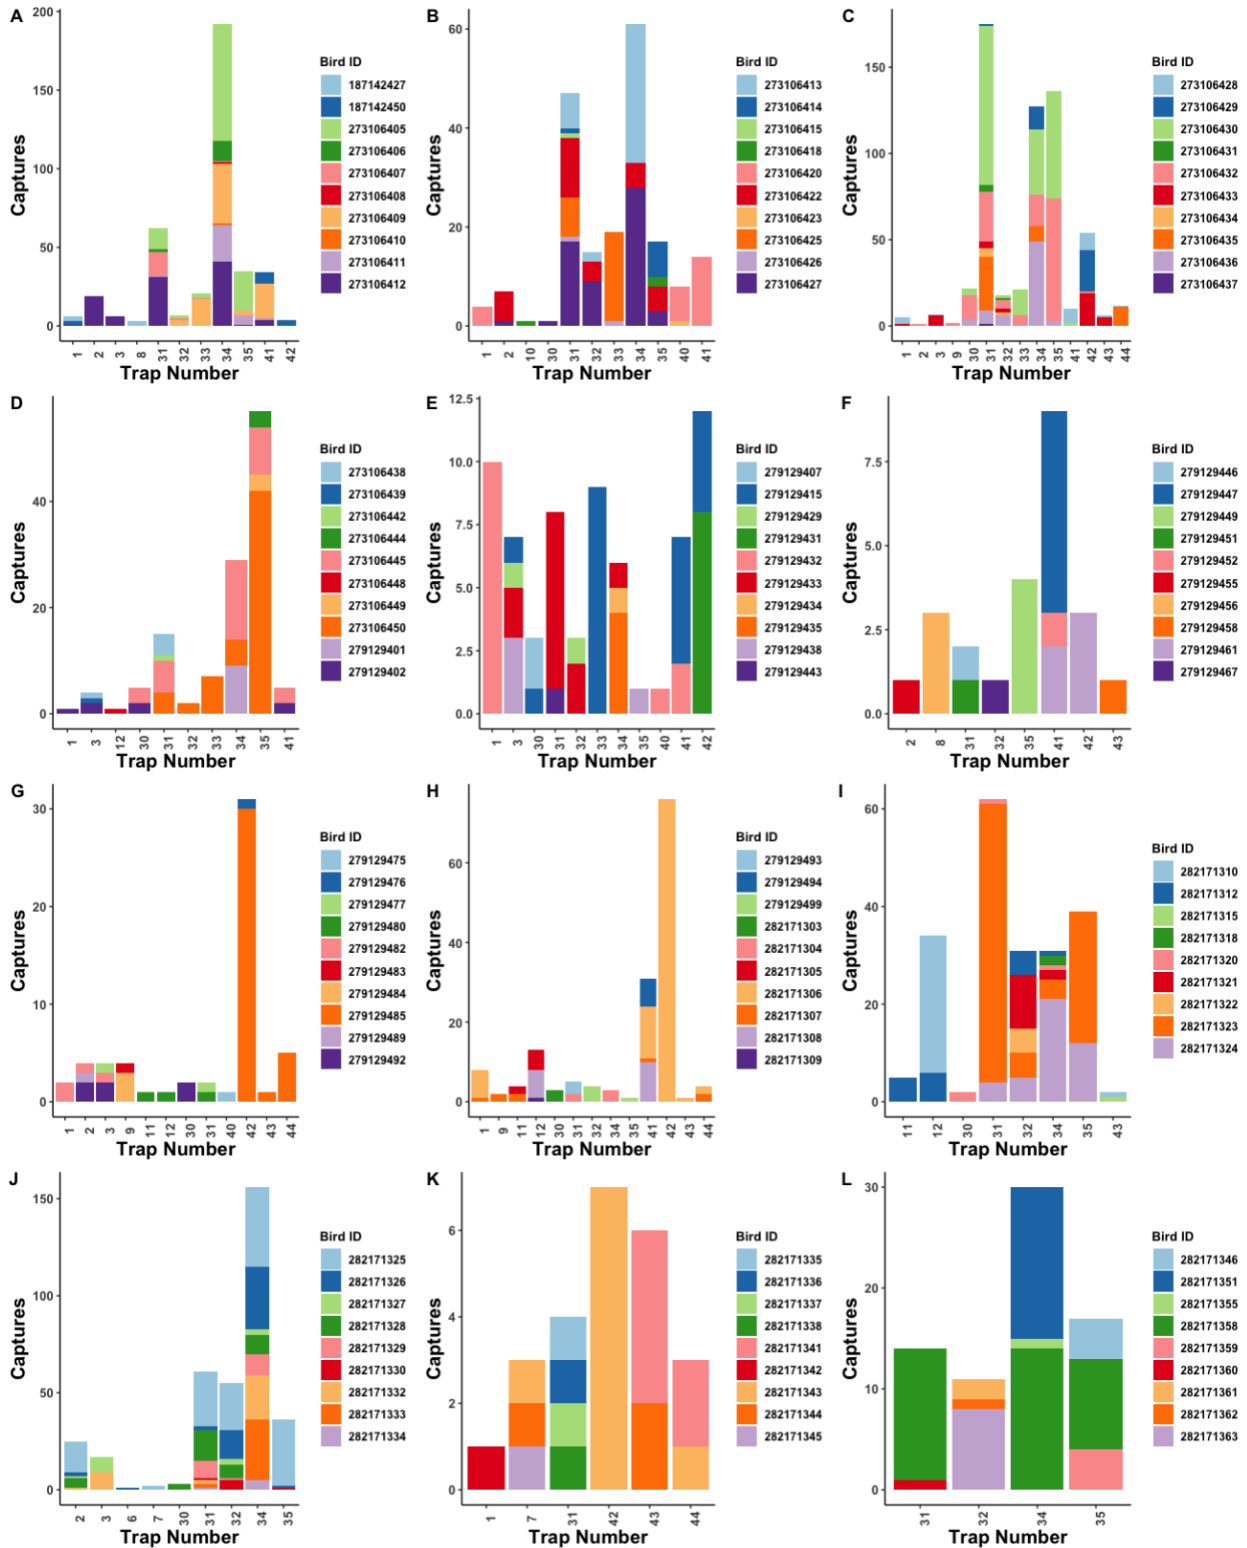 A
Captures
200
150
100
50
0
1 2 3 8 31 32 33 34 35 41 42
Trap Number
Bird ID
187142427
187142450
273106405
273106406
273106407
273106408
273106409
273106410
273106411
273106412
B
Captures
60
40
20
0
1 2 10 30 31 32 33 34 35 40 41
Trap Number
Bird ID
273106413
273106414
273106415
273106418
273106420
273106422
273106423
273106425
273106426
273106427
C
Captures
150
100
50
0
1 2 3 9 30 31 32 33 34 35 41 42 43 44
Trap Number
Bird ID
273106428
273106429
273106430
273106431
273106432
273106433
273106434
273106435
273106436
273106437
D
Captures
40
20
0
1 3 12 30 31 32 33 34 35 41
Trap Number
Bird ID
273106438
273106439
273106442
273106444
273106445
273106448
273106449
273106450
279129401
279129402
E
Captures
12.5
10.0
7.5
5.0
2.5
0.0
1 3 30 31 32 33 34 35 40 41 42
Trap Number
Bird ID
279129407
279129415
279129429
279129431
279129432
279129433
279129434
279129435
279129438
279129443
F
Captures
7.5
5.0
2.5
0.0
2 8 31 32 35 41 42 43
Trap Number
Bird ID
279129446
279129447
279129449
279129451
279129452
279129455
279129456
279129458
279129461
279129467
G
Captures
30
20
10
0
1 2 3 9 11 12 30 31 40 42 43 44
Trap Number
Bird ID
279129475
279129476
279129477
279129480
279129482
279129483
279129484
279129485
279129489
279129492
H
Captures
60
40
20
0
1 9 11 12 30 31 32 34 35 41 42 43 44
Trap Number
Bird ID
279129493
279129494
279129499
282171303
282171304
282171305
282171306
282171307
282171308
282171309
I
Captures
60
40
20
0
11 12 30 31 32 34 35 43
Trap Number
Bird ID
282171310
282171312
282171315
282171318
282171320
282171321
282171322
282171323
282171324
J
Captures
150
100
50
0
2 3 6 7 30 31 32 34 35
Trap Number
Bird ID
282171325
282171326
282171327
282171328
282171329
282171330
282171332
282171333
282171334
K
Captures
6
4
2
0
1 7 31 42 43 44
Trap Number
Bird ID
282171335
282171336
282171337
282171338
282171341
282171342
282171343
282171344
282171345
L
Captures
30
20
10
0
31 32 34 35
Trap Number
Bird ID
282171346
282171351
282171355
282171358
282171359
282171360
282171361
282171362
282171363